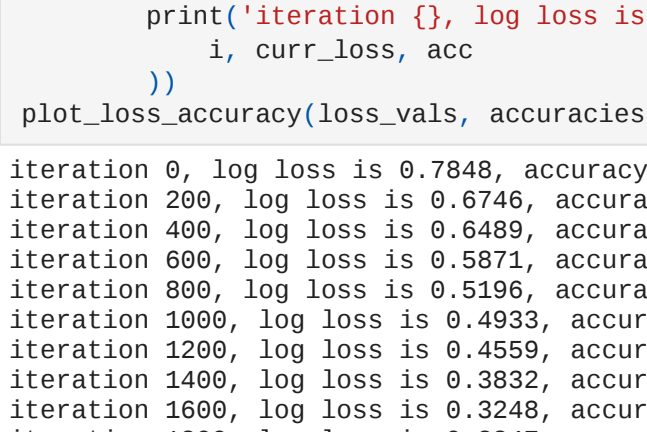 print('iteration {}, log loss is
i, curr_loss, acc
))
plot_loss_accuracy(loss_vals, accuracies
iteration 0, log loss is 0.7848, accuracy
iteration 200, log loss is 0.6746, accura
iteration 400, log loss is 0.6489, accura
iteration 600, log loss is 0.5871, accura
iteration 800, log loss is 0.5196, accura
iteration 1000, log loss is 0.4933, accur
iteration 1200, log loss is 0.4559, accur
iteration 1400, log loss is 0.3832, accur
iteration 1600, log loss is 0.3248, accur